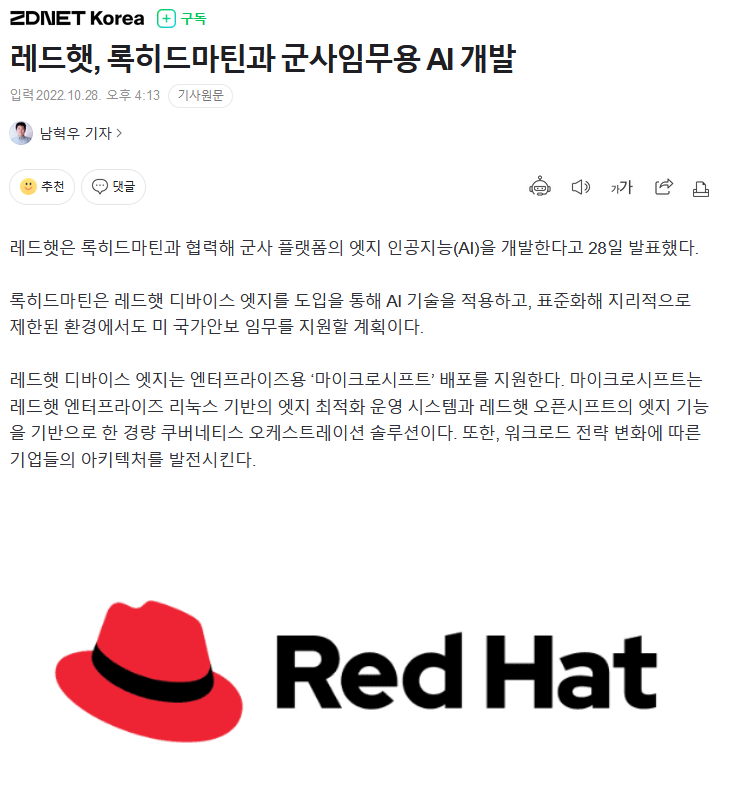 ZDNET Korea 구독
레드햇, 록히드마틴과 군사임무용 AI 개발
입력 2022.10.28. 오후 4:13 기사원문
남혁우 기자
추천 댓글
가가
레드햇은 록히드마틴과 협력해 군사 플랫폼의 엣지 인공지능(AI)을 개발한다고 28일 발표했다.
록히드마틴은 레드햇 디바이스 엣지를 도입을 통해 AI 기술을 적용하고, 표준화해 지리적으로
제한된 환경에서도 미 국가안보 임무를 지원할 계획이다.
레드햇 디바이스 엣지는 엔터프라이즈용 ‘마이크로시프트’ 배포를 지원한다. 마이크로시프트는
레드햇 엔터프라이즈 리눅스 기반의 엣지 최적화 운영 시스템과 레드햇 오픈시프트의 엣지 기능
을 기반으로 한 경량 쿠버네티스 오케스트레이션 솔루션이다. 또한, 워크로드 전략 변화에 따른
기업들의 아키텍처를 발전시킨다.
Red Hat